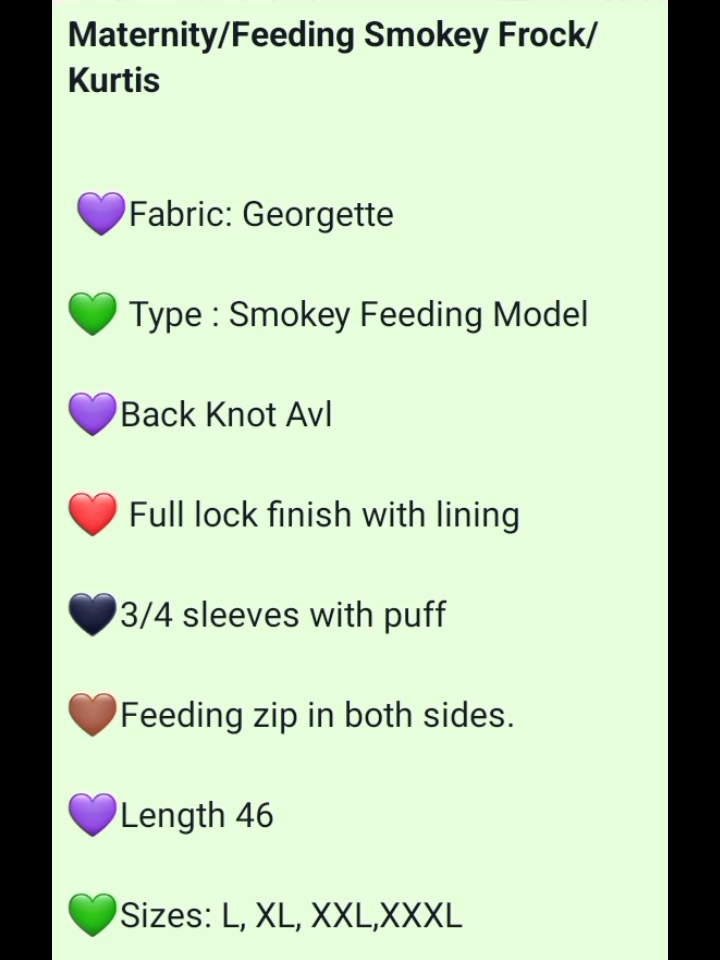 Maternity/Feeding Smokey Frock/
Kurtis
💜Fabric: Georgette
💚 Type : Smokey Feeding Model
💜Back Knot Avl
❤️ Full lock finish with lining
🖤3/4 sleeves with puff
🤎Feeding zip in both sides.
💜Length 46
💚Sizes: L, XL, XXL,XXXL